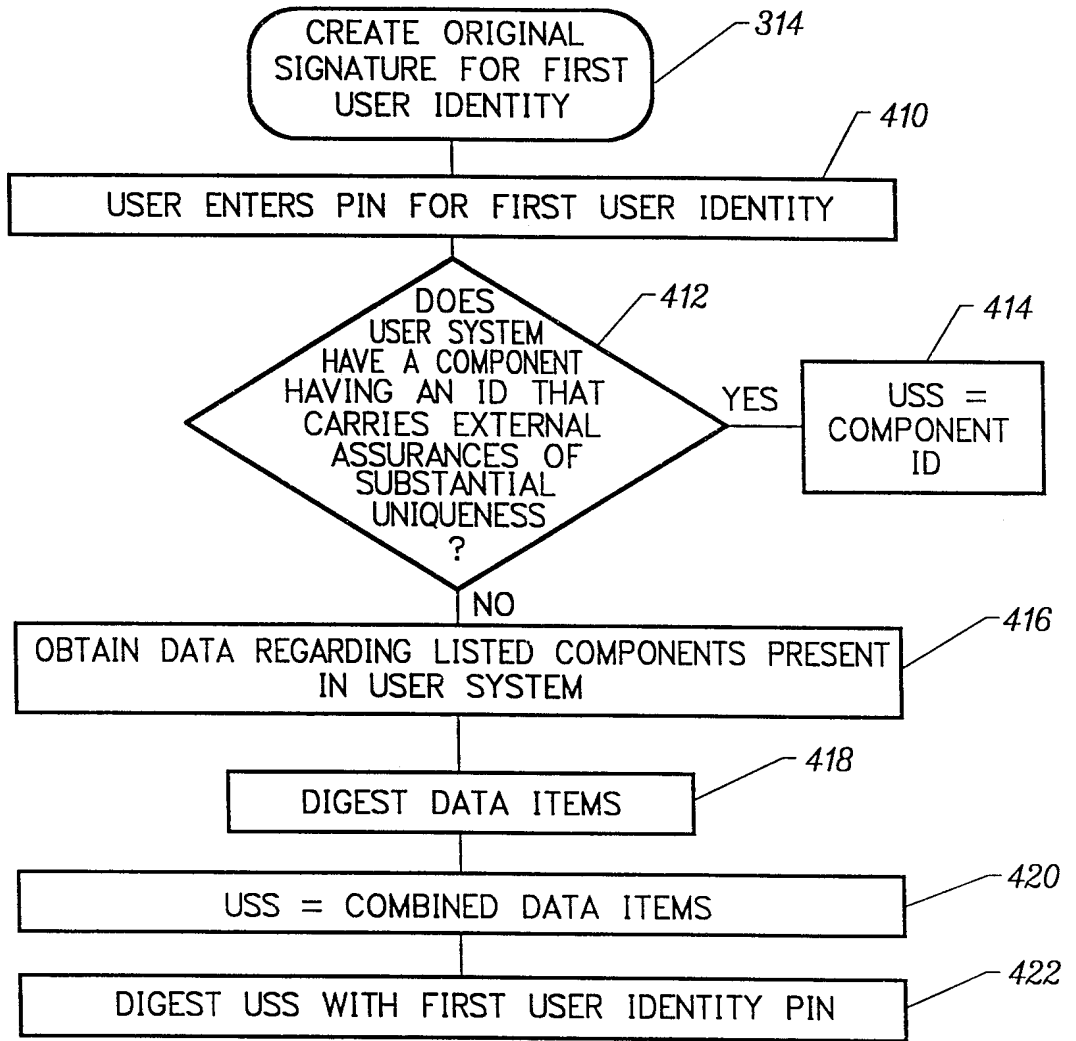 CREATE ORIGINAL
SIGNATURE FOR FIRST
USER IDENTITY
314
410
USER ENTERS PIN FOR FIRST USER IDENTITY
DOES
USER SYSTEM
HAVE A COMPONENT
HAVING AN ID THAT
CARRIES EXTERNAL
ASSURANCES OF
SUBSTANTIAL
UNIQUENESS
?
412
YES
414
USS =
COMPONENT
ID
NO
416
OBTAIN DATA REGARDING LISTED COMPONENTS PRESENT
IN USER SYSTEM
418
DIGEST DATA ITEMS
420
USS = COMBINED DATA ITEMS
422
DIGEST USS WITH FIRST USER IDENTITY PIN